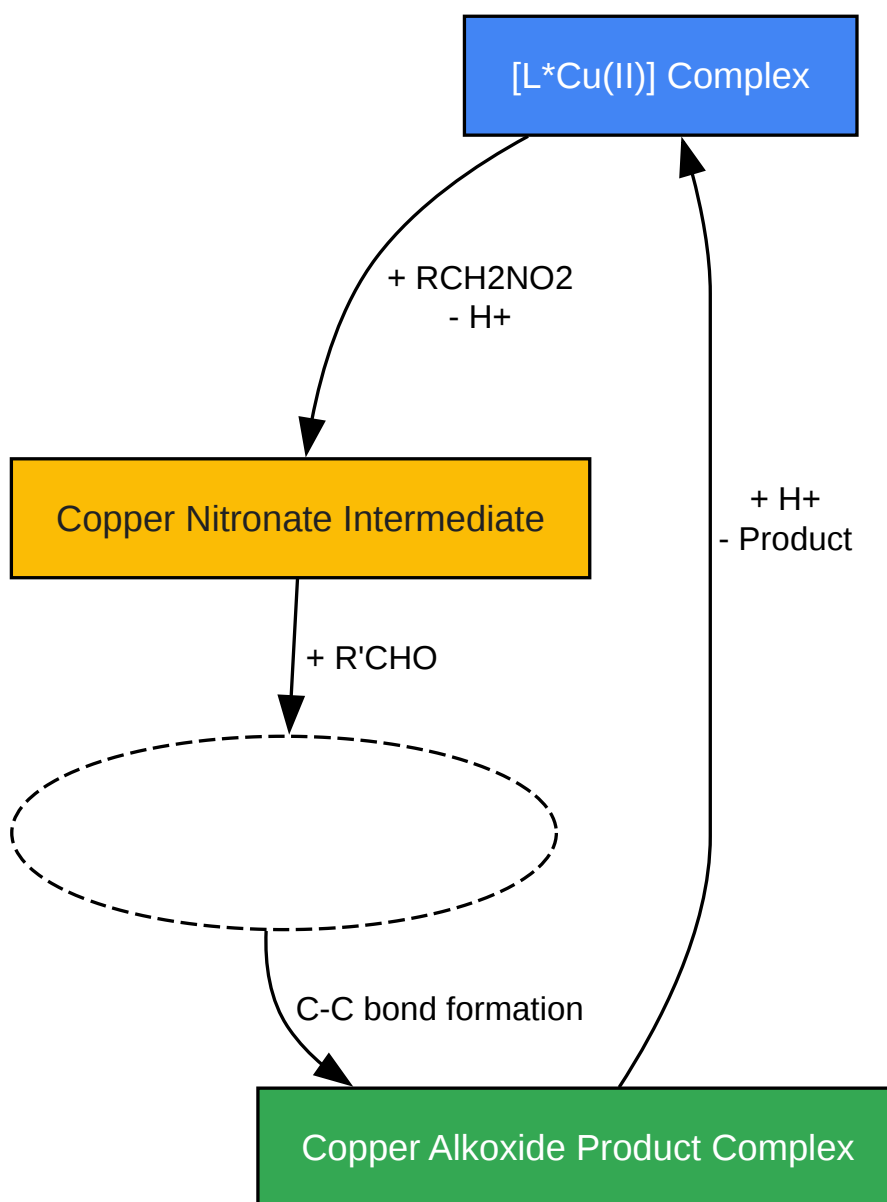 [L*Cu(II)] Complex
+ RCH2NO2
- H+
+ H+
- Product
Copper Nitronate Intermediate
+ R'CHO
C-C bond formation
Copper Alkoxide Product Complex